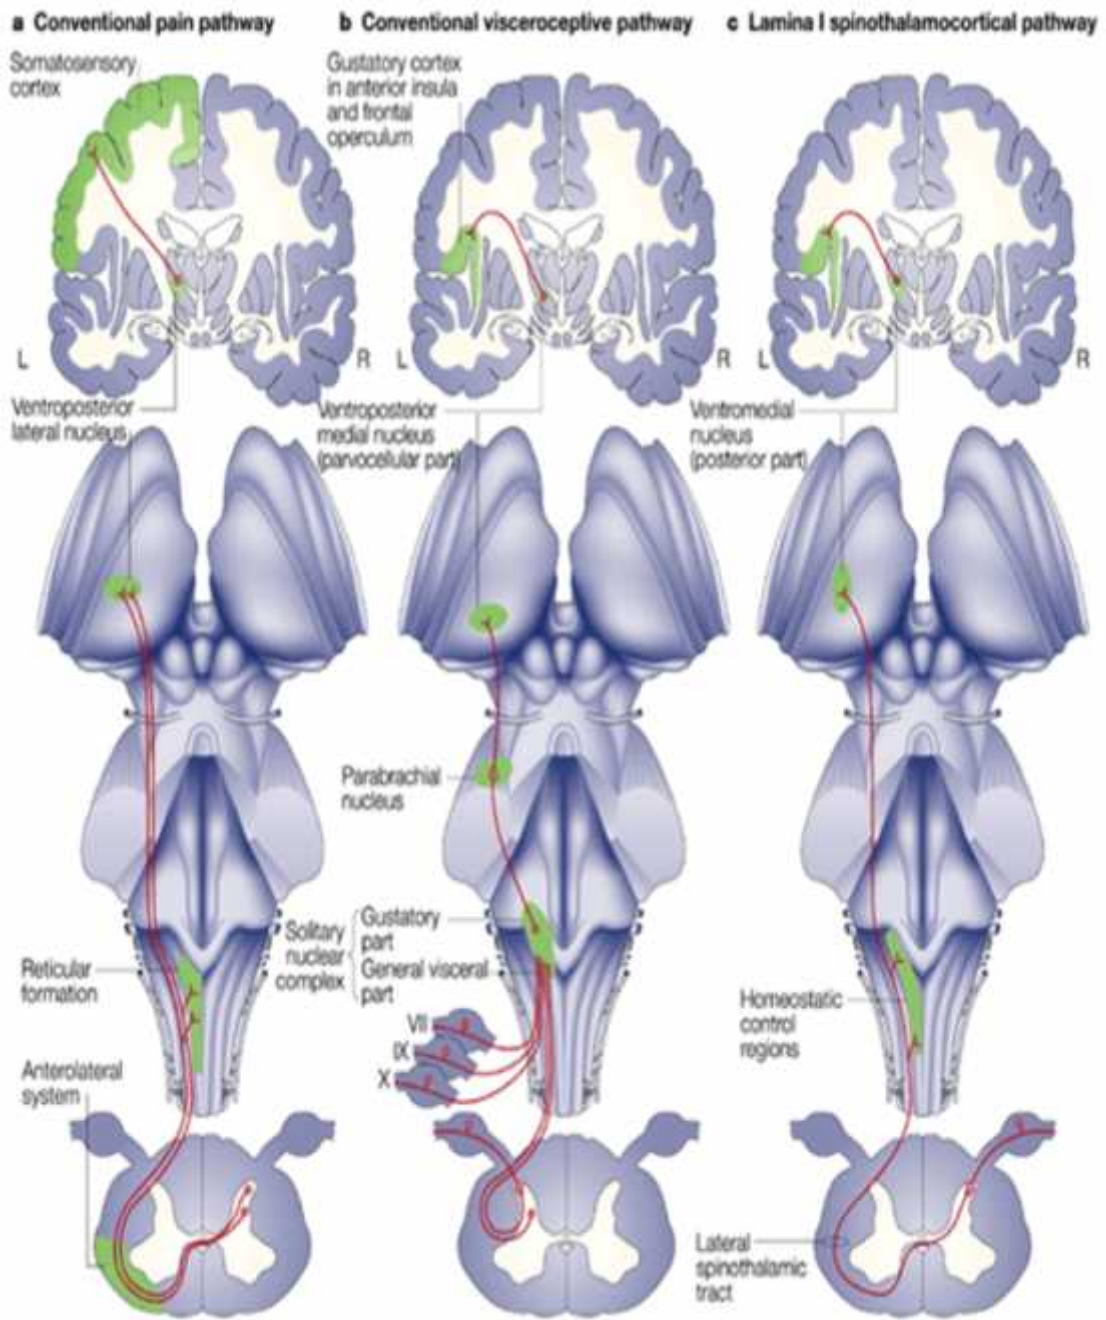 a Conventional pain pathway
Somatosensory
cortex
L
R
Ventroposterior
lateral nucleus
Reticular
formation
Anterolateral
system
b Conventional visceroceptive pathway
Gustatory cortex
in anterior insula
and frontal
operculum
L
R
Ventroposterior
medial nucleus
(parvocellular part)
Parabrachial
nucleus
Solitary
nuclear
complex
Gustatory
part
General visceral
part
VII
IX
X
c Lamina I spinothalamocortical pathway
L
R
Ventromedial
nucleus
(posterior part)
Homeostatic
control
regions
Lateral
spinothalamic
tract